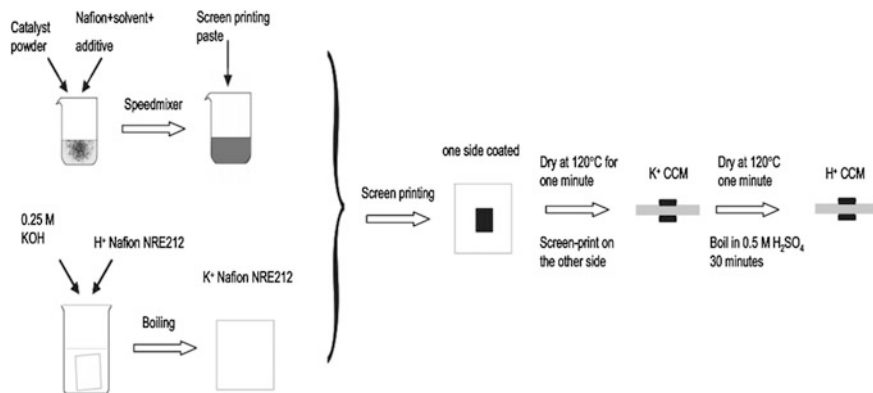 Catalyst
powder
Nafion+solvent+
additive
Speedmixer
Screen printing
paste
0.25 M
KOH
H⁺ Nafion NRE212
Boiling
K⁺ Nafion NRE212
Screen printing
one side coated
Dry at 120°C for
one minute
Screen-print on
the other side
K⁺ CCM
Dry at 120°C
one minute
Boil in 0.5 M H₂SO₄
30 minutes
H⁺ CCM